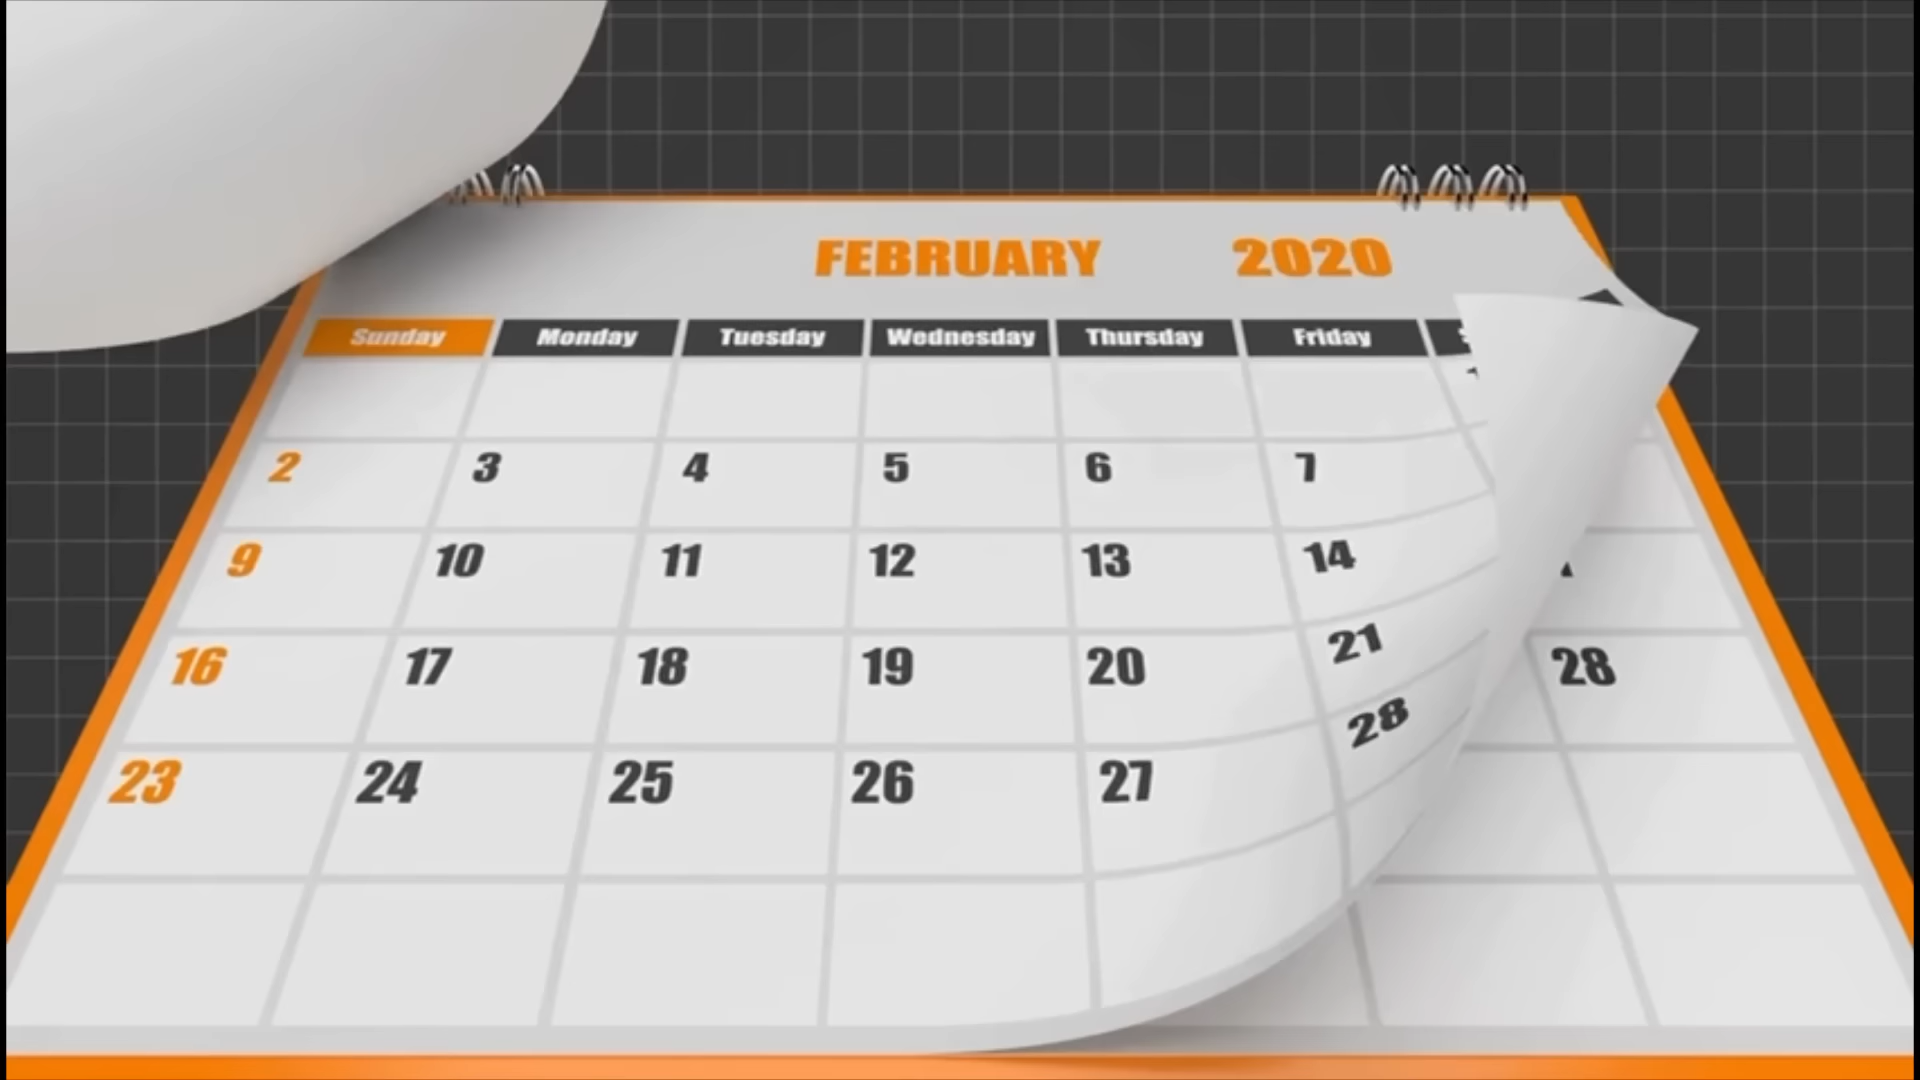 FEBRUARY 2020
Sunday Monday Tuesday Wednesday Thursday Friday
2 3 4 5 6 7
9 10 11 12 13 14
16 17 18 19 20 21
28
23 24 25 26 27 28